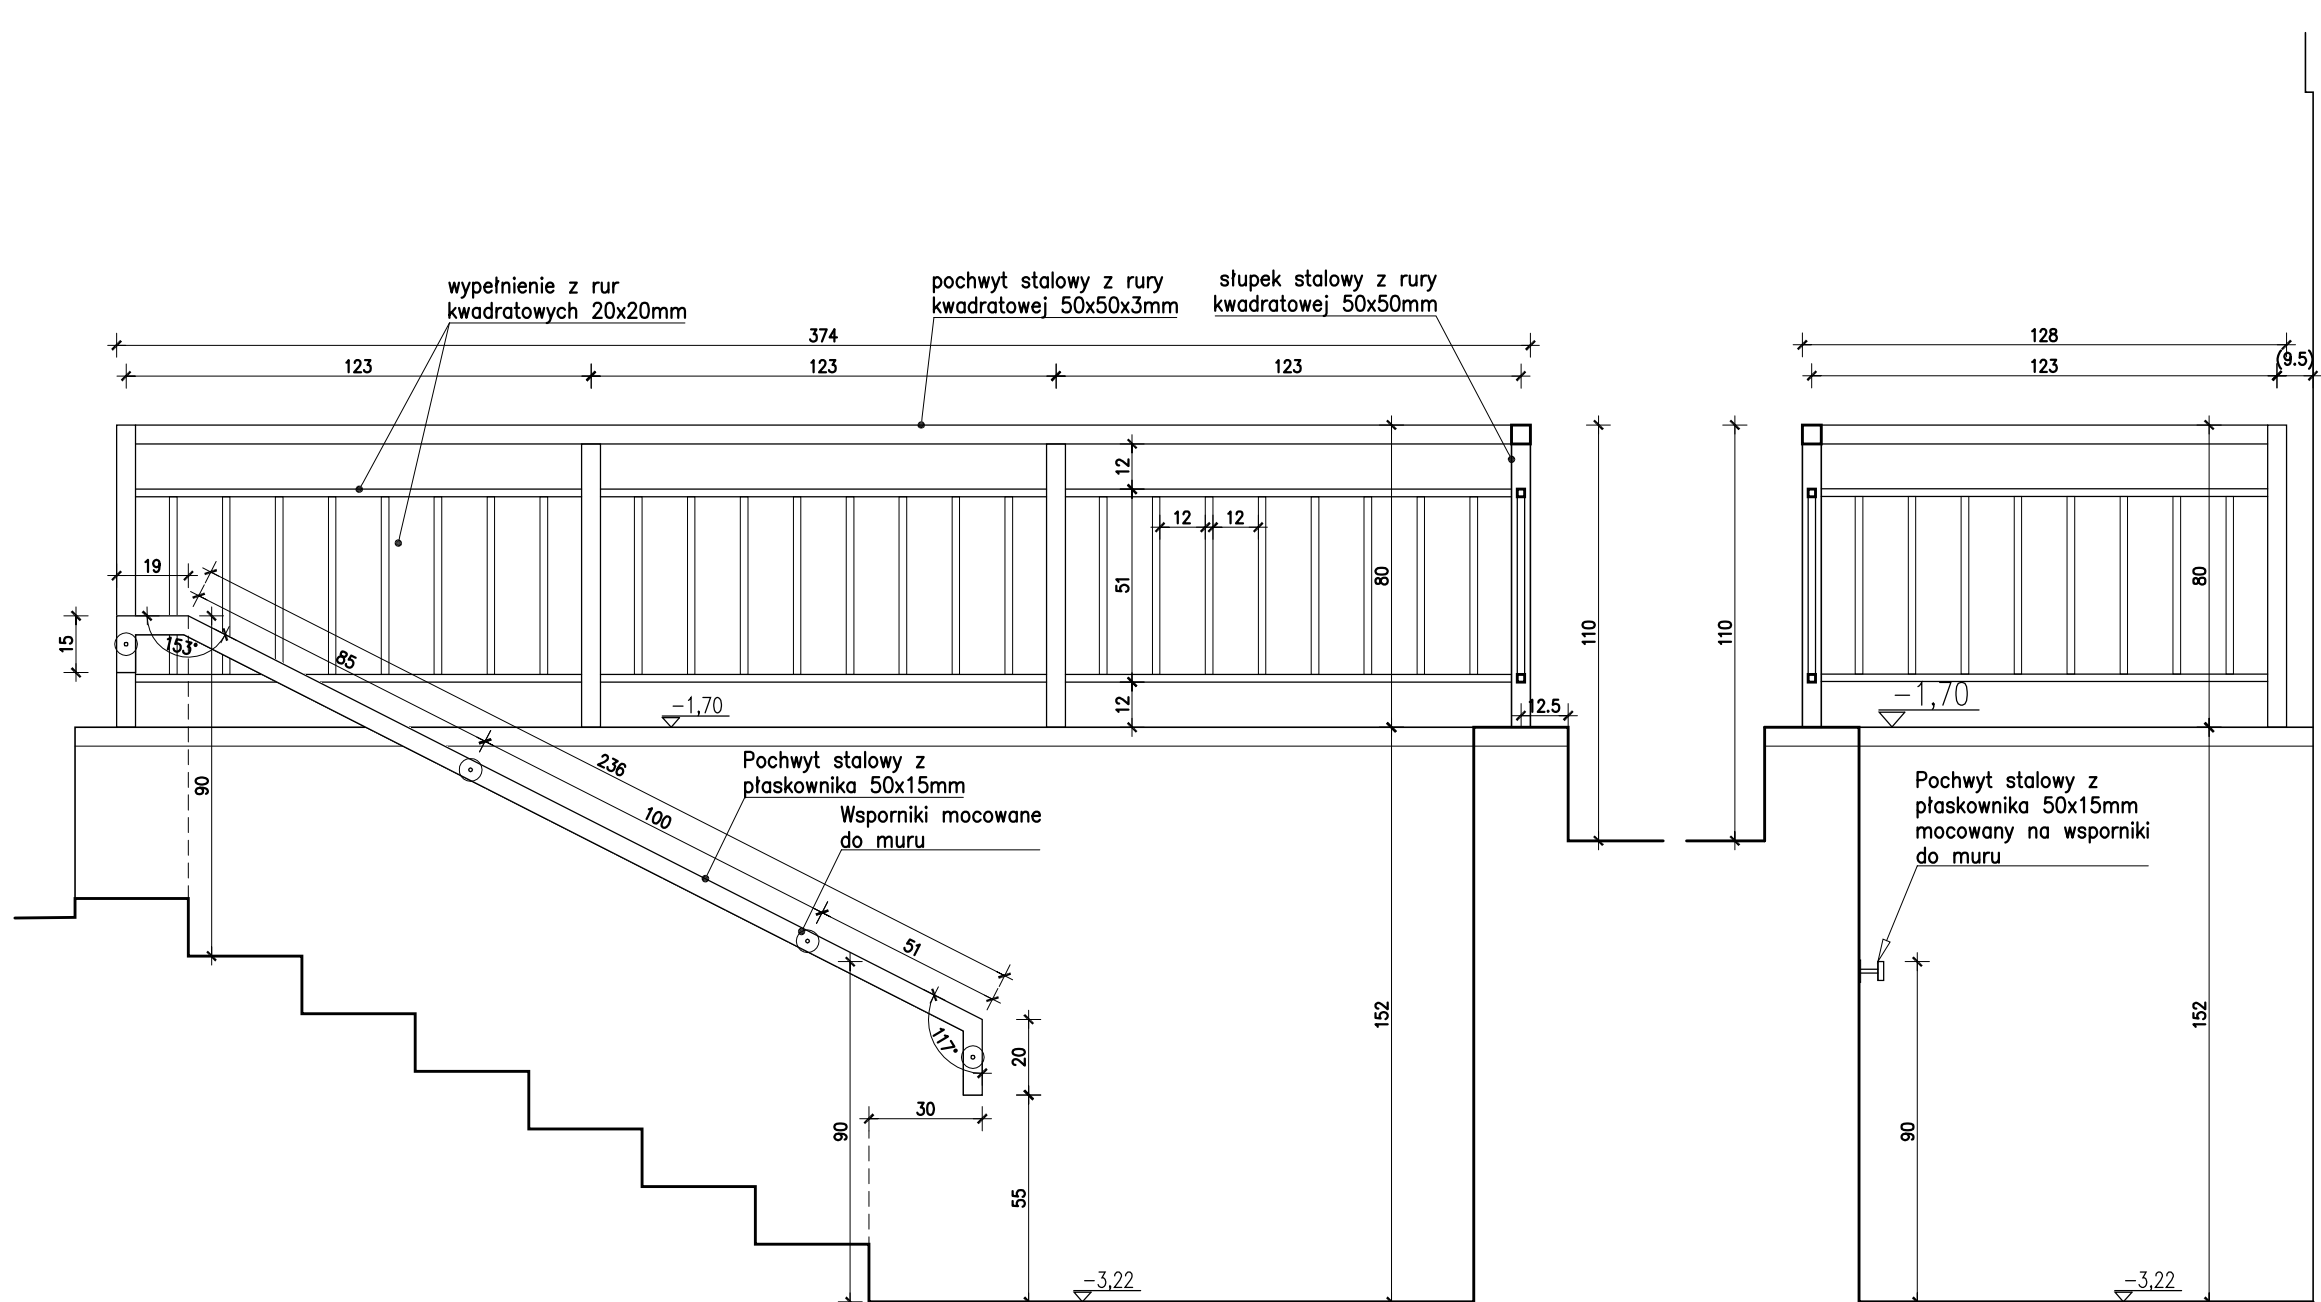 wypełnienie z rur
kwadratowych 20x20mm
pochwyt stalowy z rury
kwadratowej 50x50x3mm
słupek stalowy z rury
kwadratowej 50x50mm
374
128
123
123
123
123
(9.5)
12
12
12
51
80
80
110
110
19
15
153°
85
12
12.5
-1,70
-1,70
90
236
100
51
Pochwyt stalowy z
płaskownika 50x15mm
Wsporniki mocowane
do muru
Pochwyt stalowy z
płaskownika 50x15mm
mocowany na wsporniki
do muru
117°
20
30
55
90
152
152
90
-3,22
-3,22